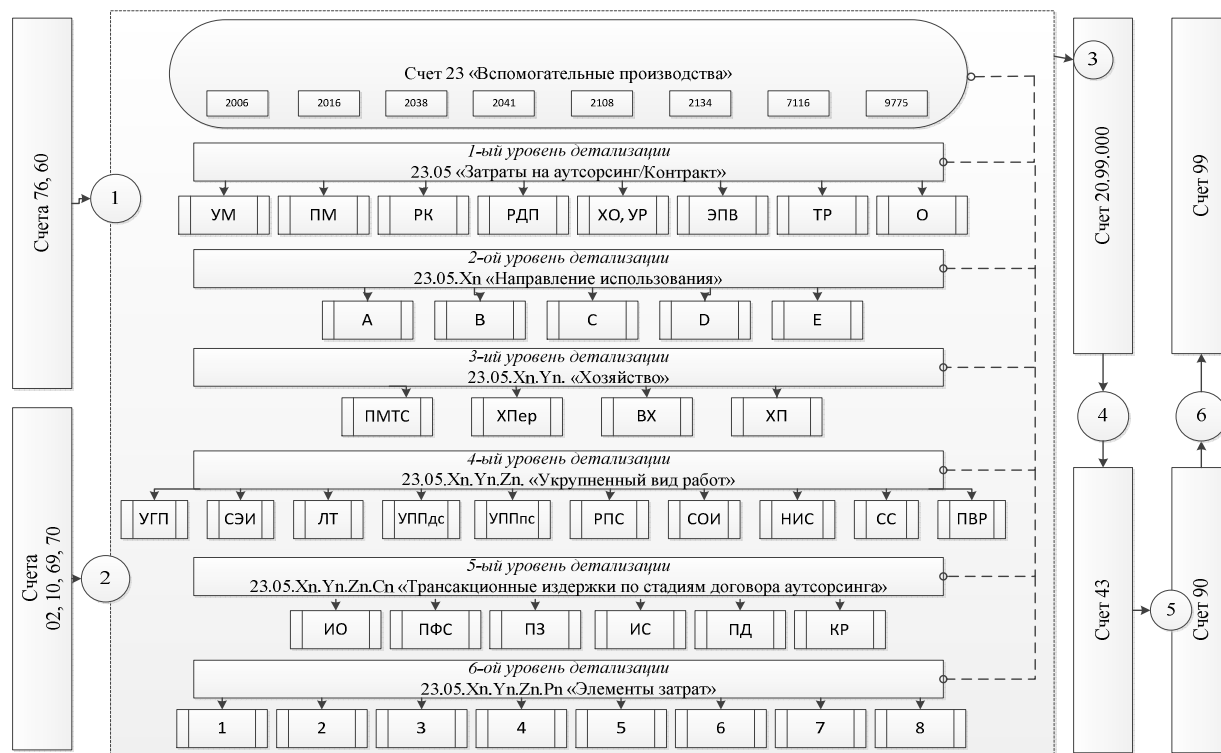 Счета 76, 60
1
Счета
02, 10, 69, 70
2
Счет 23 «Вспомогательные производства»
2006 2016 2038 2041 2108 2134 7116 9775
1-ый уровень детализации
23.05 «Затраты на аутсорсинг/Контракт»
УМ ПМ РК РДП ХО, УР ЭПВ ТР О
2-ой уровень детализации
23.05.Xn «Направление использования»
A B C D E
3-ий уровень детализации
23.05.Xn.Yn. «Хозяйство»
ПМТС ХПер ВХ ХП
4-ый уровень детализации
23.05.Xn.Yn.Zn. «Укрупненный вид работ»
УГП СЭИ ЛТ УППдс УППпс РПС СОИ НИС СС ПВР
5-ый уровень детализации
23.05.Xn.Yn.Zn.Cn «Трансакционные издержки по стадиям договора аутсорсинга»
ИО ПФС ПЗ ИС ПД КР
6-ой уровень детализации
23.05.Xn.Yn.Zn.Pn «Элементы затрат»
1 2 3 4 5 6 7 8
3
Счет 20.99.000
4
Счет 43
5
Счет 90
6
Счет 99